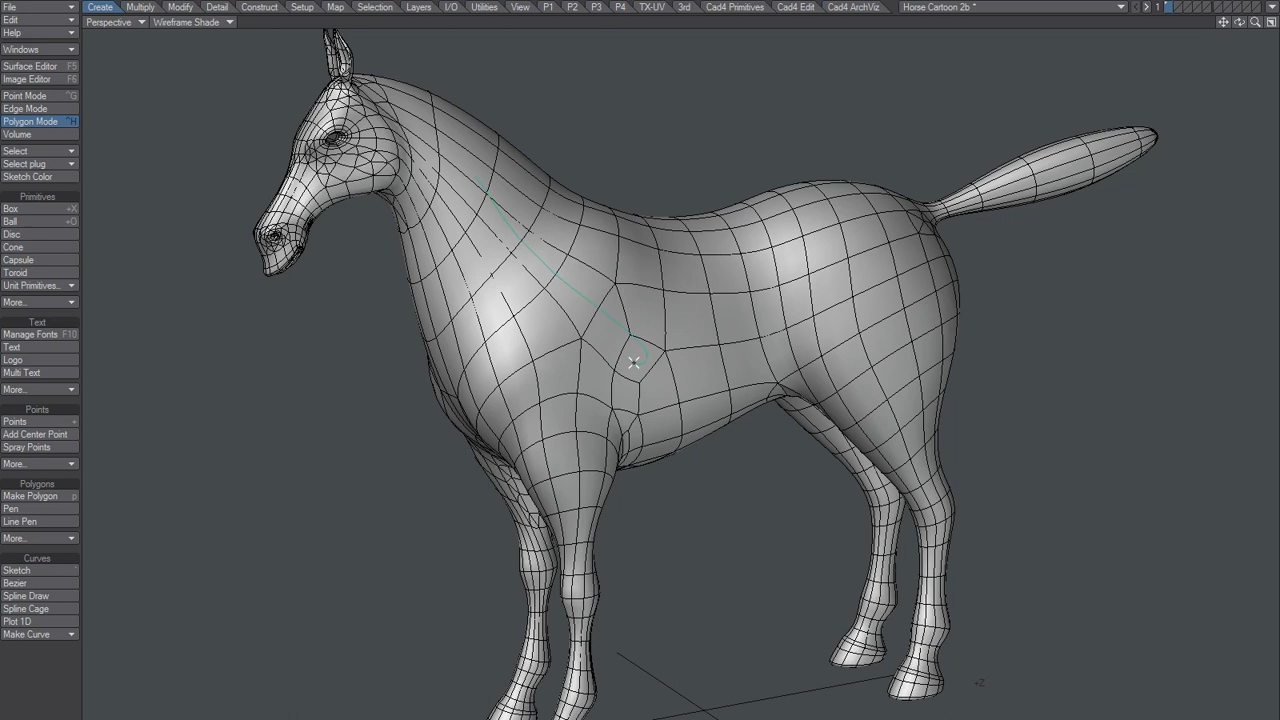 File Create Multiply Modify Detail Construct Setup Map Selection Layers I/O Utilities View P1 P2 P3 P4 TX-UV 3rd Cad4 Primitives Cad4 Edit Cad4 ArchViz Horse Cartoon 2b * 1
Edit Perspective Wireframe Shade
Help
Windows
Surface Editor F5
Image Editor F6
Point Mode ^G
Edge Mode
Polygon Mode ^H
Volume
Select
Select plug
Sketch Color
Primitives
Box +X
Ball +O
Disc
Cone
Capsule
Toroid
Unit Primitives...
More...
Text
Manage Fonts F10
Text
Logo
Multi Text
More...
Points
Points +
Add Center Point
Spray Points
More...
Polygons
Make Polygon p
Pen
Line Pen
More...
Curves
Sketch `
Bezier
Spline Draw
Spline Cage
Plot 1D
Make Curve
+Z